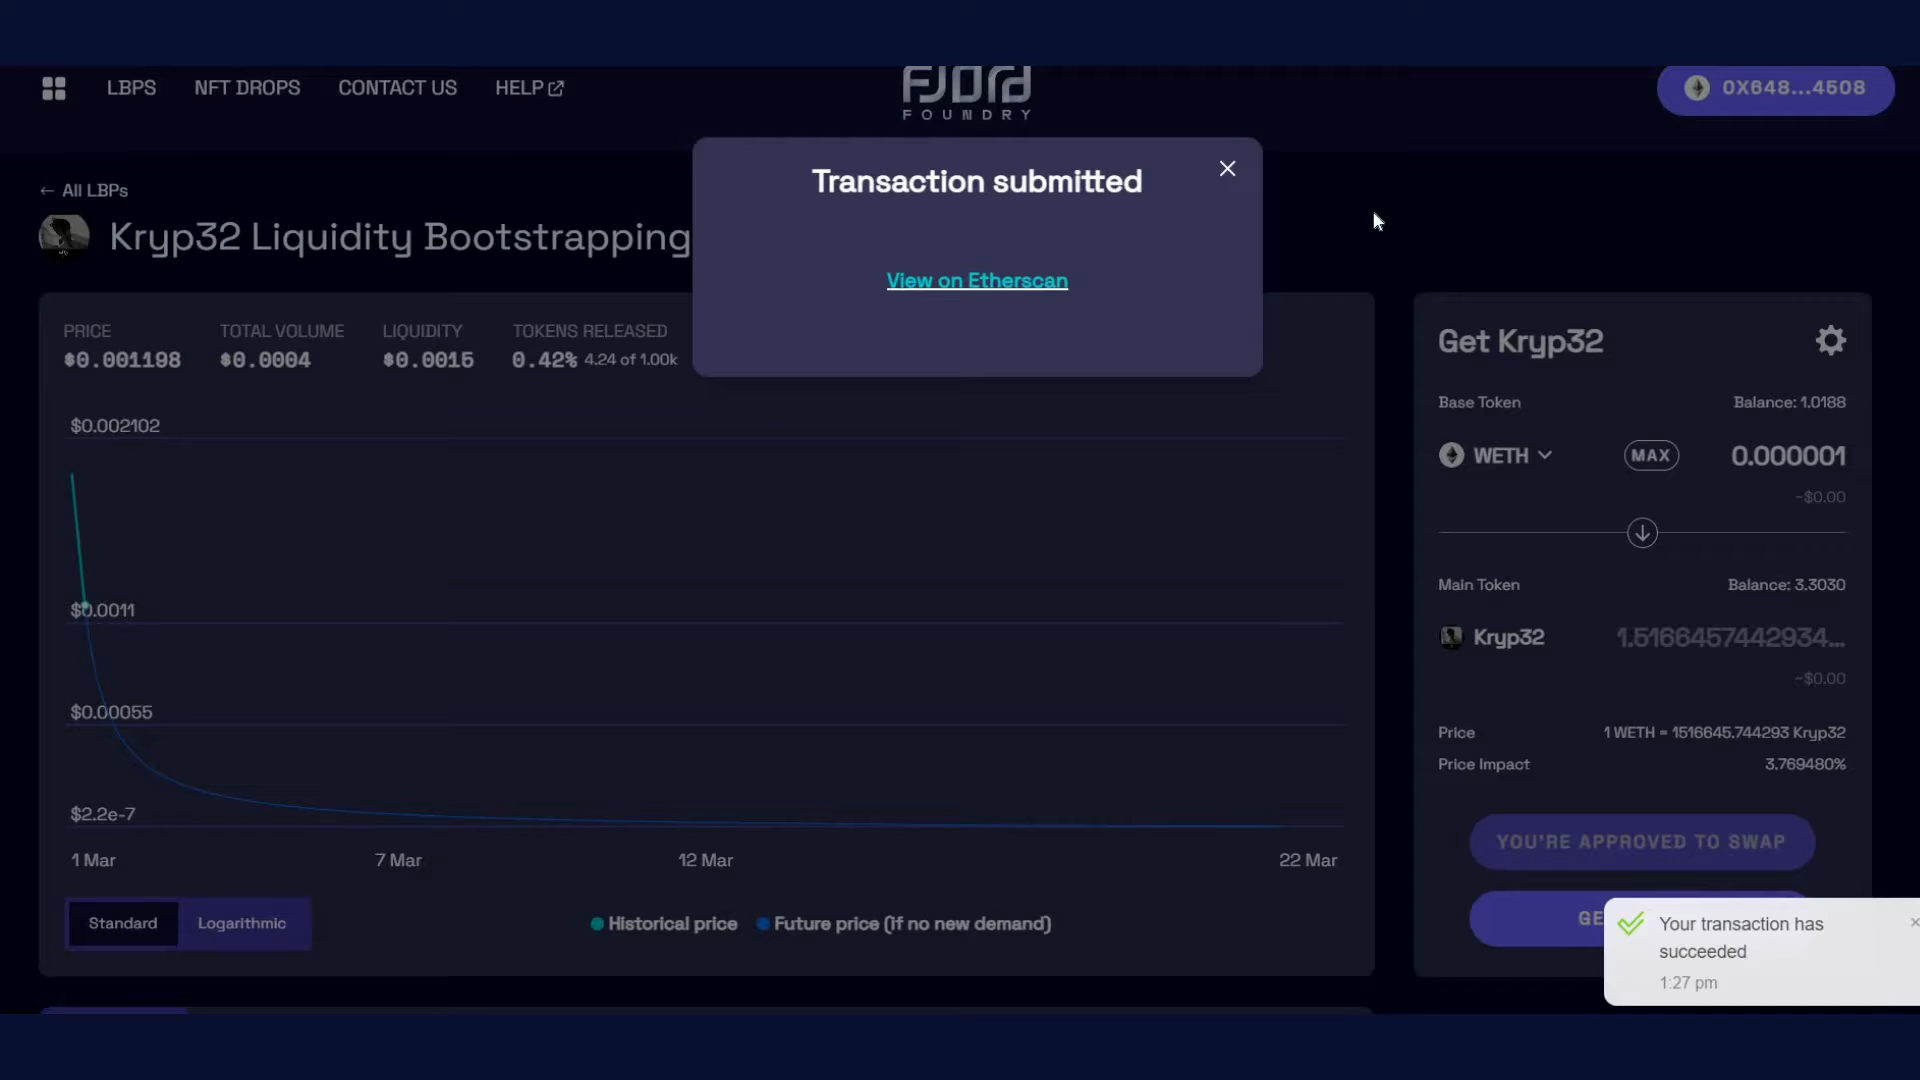 LBPS
NFT DROPS
CONTACT US
HELP
FJORD
FOUNDRY
0X648...4508
Transaction submitted
View on Etherscan
← All LBPs
Kryp32 Liquidity Bootstrapping
PRICE
$0.001198
TOTAL VOLUME
$0.0004
LIQUIDITY
$0.0015
TOKENS RELEASED
0.42% 4.24 of 1.00k
$0.002102
$0.0011
$0.00055
$2.2e-7
1 Mar
7 Mar
12 Mar
22 Mar
Standard
Logarithmic
Historical price
Future price (if no new demand)
Get Kryp32
Base Token
Balance: 1.0188
WETH
MAX
0.000001
~$0.00
Main Token
Balance: 3.3030
Kryp32
1.5166457442934...
~$0.00
Price
1 WETH = 1516645.744293 Kryp32
Price Impact
3.769480%
YOU'RE APPROVED TO SWAP
GE
Your transaction has
succeeded
1:27 pm